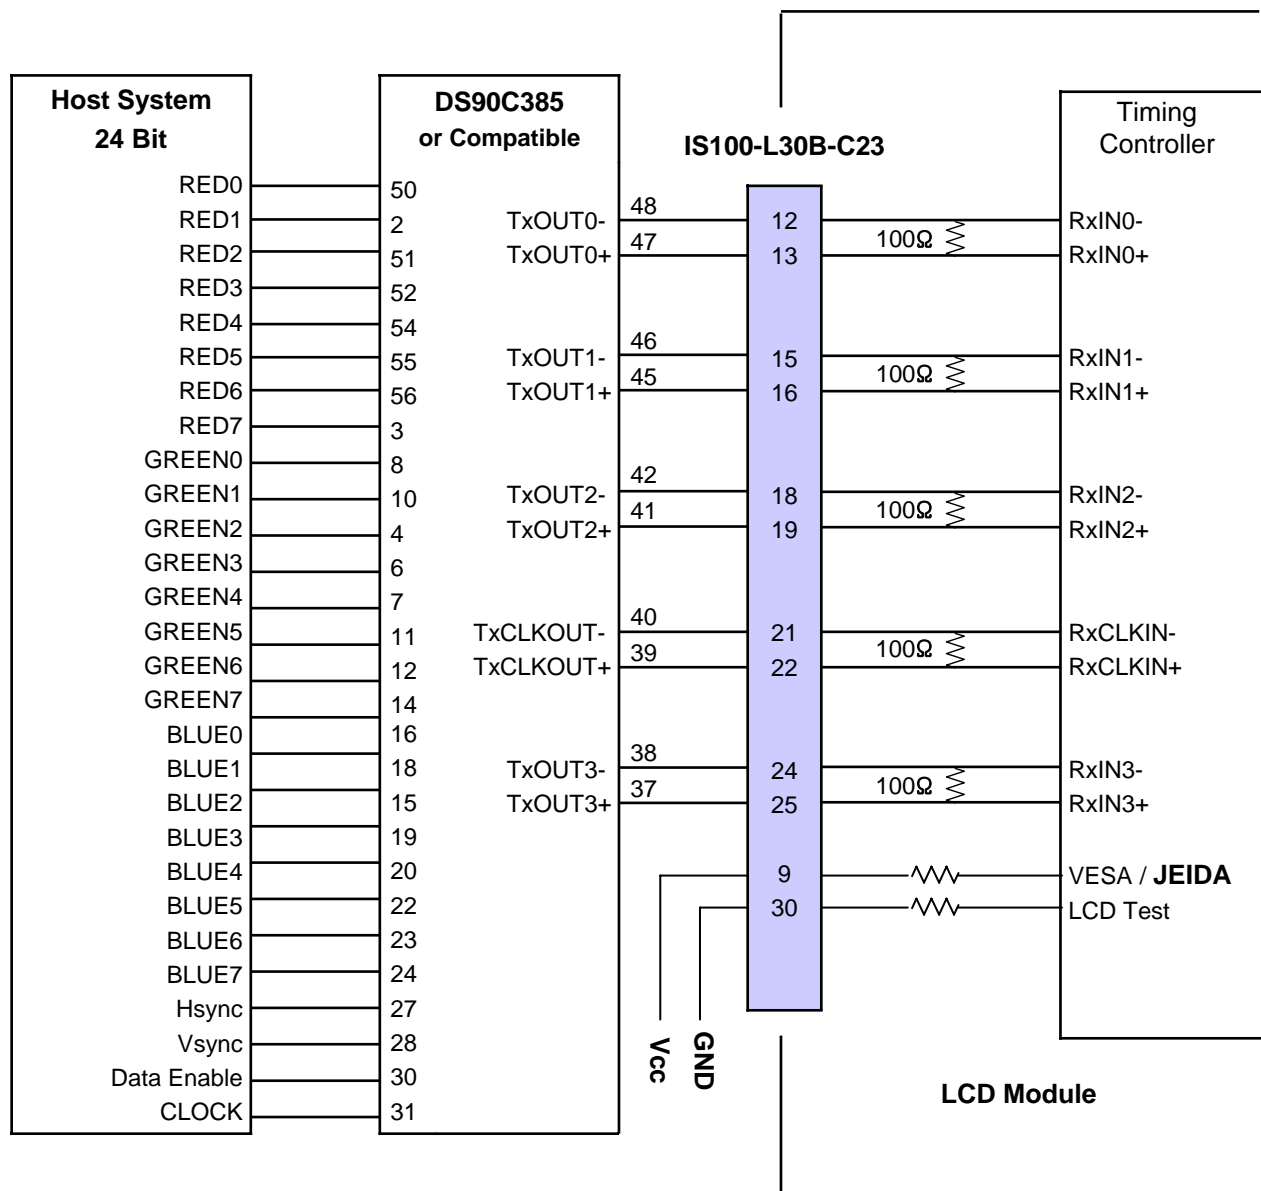 Host System
24 Bit
DS90C385
or Compatible
IS100-L30B-C23
Timing
Controller
RED0 50
RED1 2
RED2 51
RED3 52
RED4 54
RED5 55
RED6 56
RED7 3
GREEN0 8
GREEN1 10
GREEN2 4
GREEN3 6
GREEN4 7
GREEN5 11
GREEN6 12
GREEN7 14
BLUE0 16
BLUE1 18
BLUE2 15
BLUE3 19
BLUE4 20
BLUE5 22
BLUE6 23
BLUE7 24
Hsync 27
Vsync 28
Data Enable 30
CLOCK 31
TxOUT0- 48 12 RxIN0-
100Ω
TxOUT0+ 47 13 RxIN0+
TxOUT1- 46 15 RxIN1-
100Ω
TxOUT1+ 45 16 RxIN1+
TxOUT2- 42 18 RxIN2-
100Ω
TxOUT2+ 41 19 RxIN2+
TxCLKOUT- 40 21 RxCLKIN-
100Ω
TxCLKOUT+ 39 22 RxCLKIN+
TxOUT3- 38 24 RxIN3-
100Ω
TxOUT3+ 37 25 RxIN3+
9 VESA / JEIDA
30 LCD Test
Vcc
GND
LCD Module